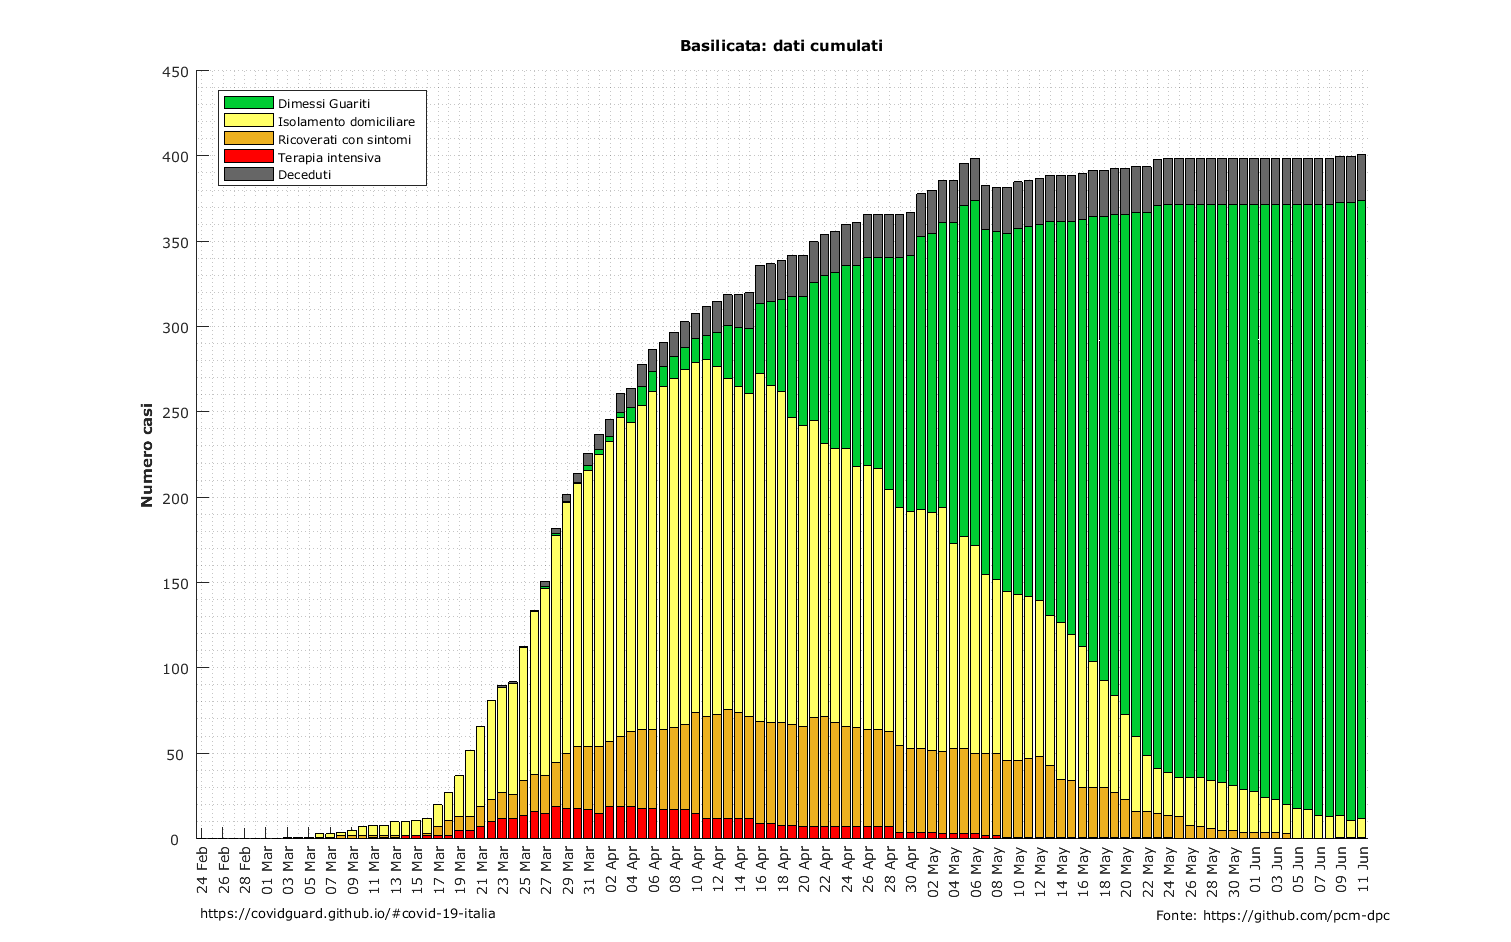 Basilicata: dati cumulati
Numero casi
450
400
350
300
250
200
150
100
50
0
Dimessi Guariti
Isolamento domiciliare
Ricoverati con sintomi
Terapia intensiva
Deceduti
24 Feb
26 Feb
28 Feb
01 Mar
03 Mar
05 Mar
07 Mar
09 Mar
11 Mar
13 Mar
15 Mar
17 Mar
19 Mar
21 Mar
23 Mar
25 Mar
27 Mar
29 Mar
31 Mar
02 Apr
04 Apr
06 Apr
08 Apr
10 Apr
12 Apr
14 Apr
16 Apr
18 Apr
20 Apr
22 Apr
24 Apr
26 Apr
28 Apr
30 Apr
02 May
04 May
06 May
08 May
10 May
12 May
14 May
16 May
18 May
20 May
22 May
24 May
26 May
28 May
30 May
01 Jun
03 Jun
05 Jun
07 Jun
09 Jun
11 Jun
https://covidguard.github.io/#covid-19-italia
Fonte: https://github.com/pcm-dpc